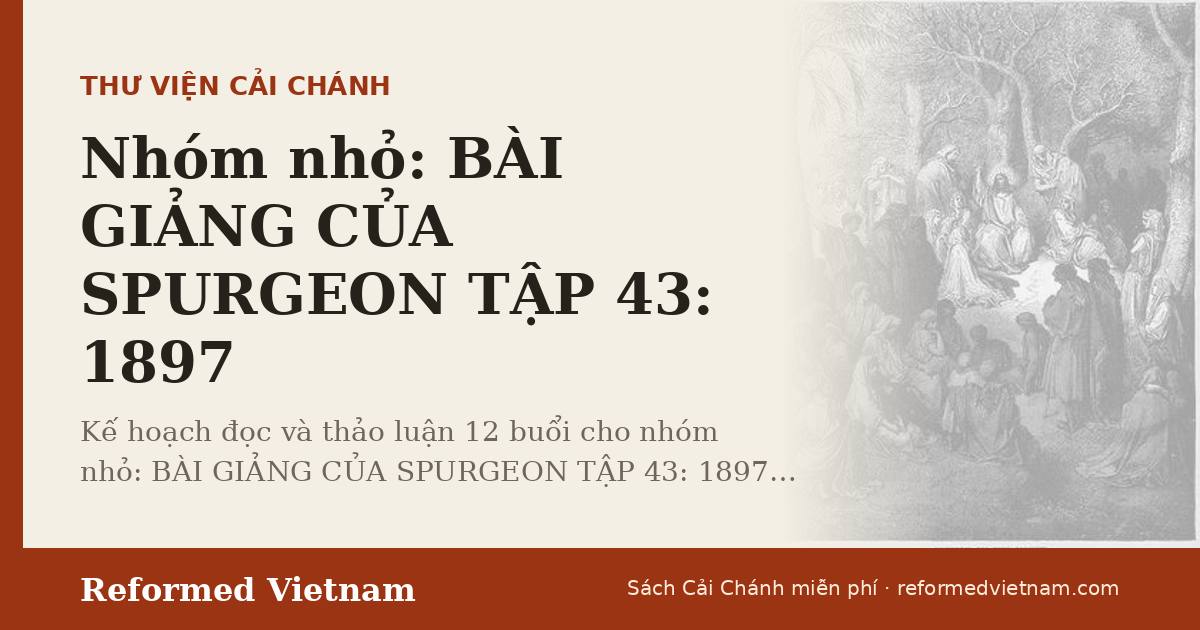 THƯ VIỆN CẢI CHÁNH
Nhóm nhỏ: BÀI
GIẢNG CỦA
SPURGEON TẬP 43:
1897
Kế hoạch đọc và thảo luận 12 buổi cho nhóm
nhỏ: BÀI GIẢNG CỦA SPURGEON TẬP 43: 1897...
Reformed Vietnam
Sách Cải Chánh miễn phí · reformedvietnam.com